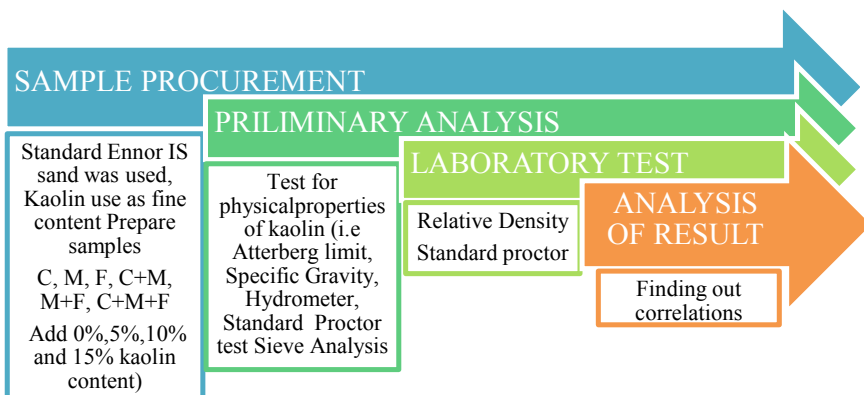 SAMPLE PROCUREMENT
Standard Ennor IS
sand was used,
Kaolin use as fine
content Prepare
samples
C, M, F, C+M,
M+F, C+M+F
Add 0%,5%,10%
and 15% kaolin
content)
PRILIMINARY ANALYSIS
Test for
physicalproperties
of kaolin (i.e
Atterberg limit,
Specific Gravity,
Hydrometer,
Standard Proctor
test Sieve Analysis
LABORATORY TEST
Relative Density
Standard proctor
ANALYSIS
OF RESULT
Finding out
correlations